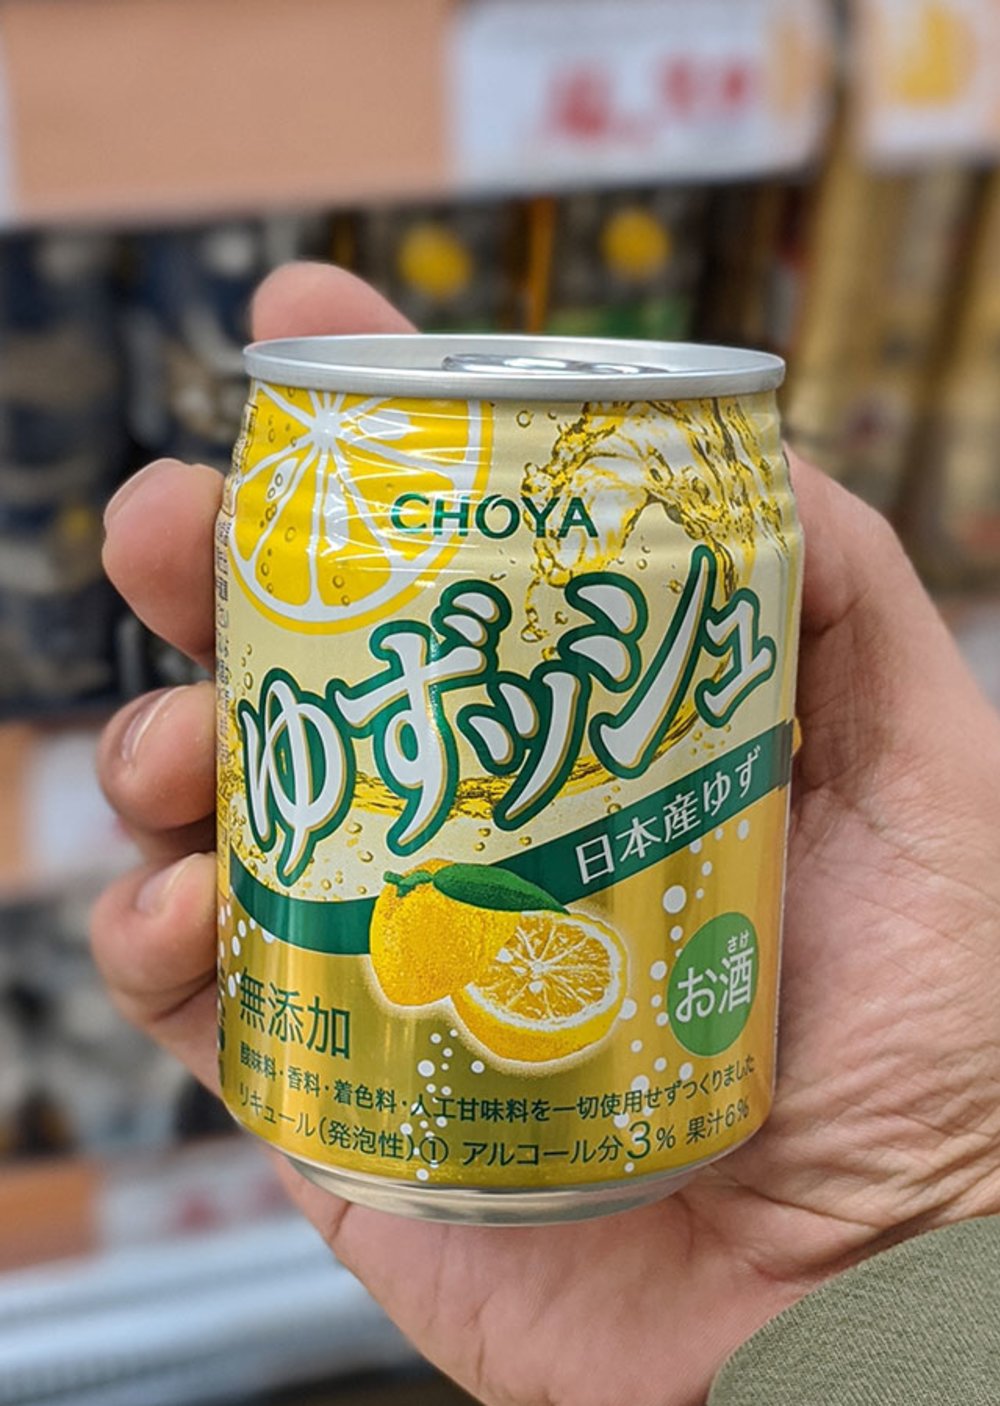 CHOYA
ゆずッシュ
日本産ゆず
さけ
お酒
無添加
酸味料・香料・着色料・人工甘味料を一切使用せずつくりました
リキュール(発泡性)① アルコール分3% 果汁6%